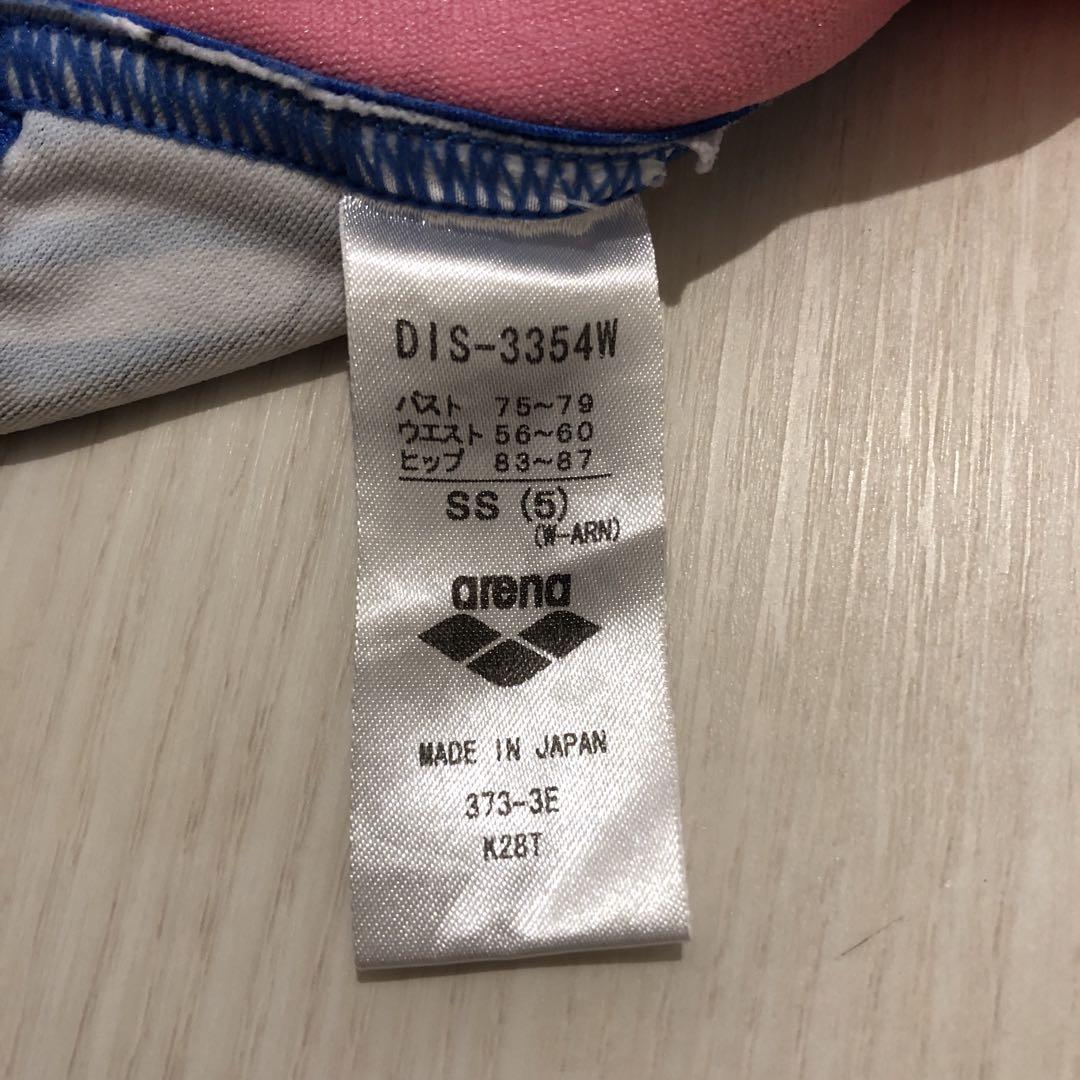 DIS-3354W
バスト 75~79
ウエスト 56~60
ヒップ 83~87
SS (5)
(W-ARN)
arena
MADE IN JAPAN
373-3E
K28T